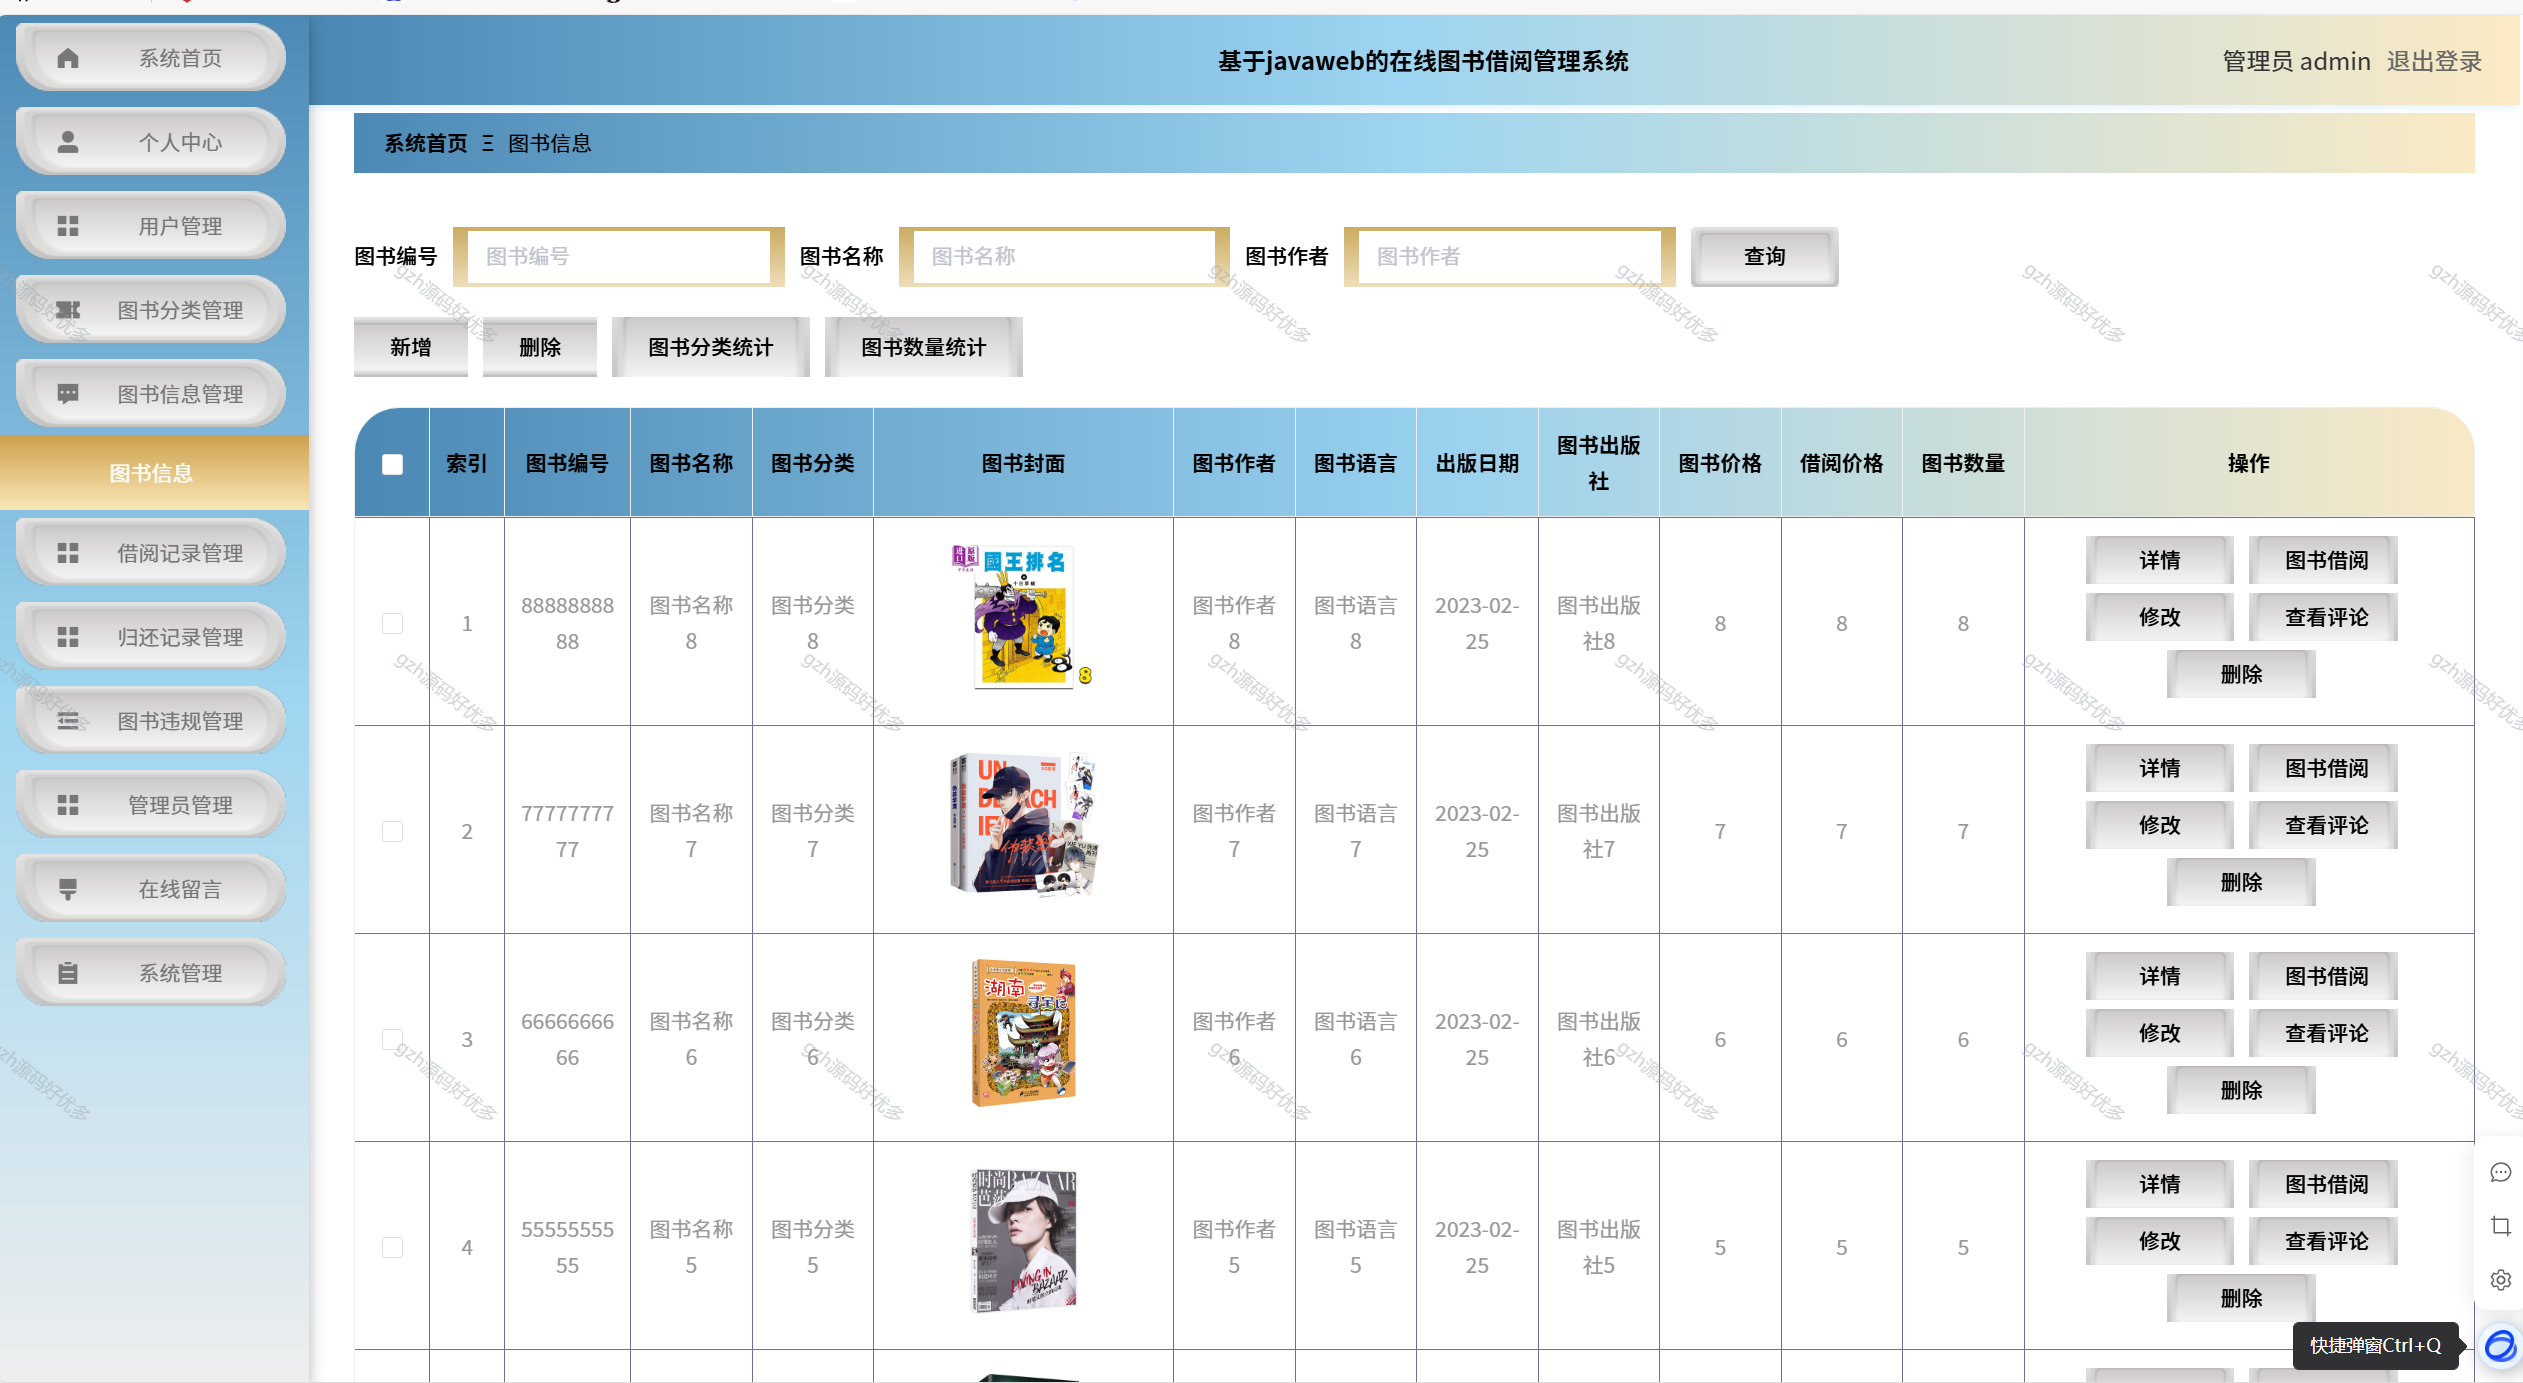 基于javaweb的在线图书借阅管理系统
管理员 admin 退出登录
系统首页
个人中心
用户管理
图书分类管理
图书信息管理
图书信息
借阅记录管理
归还记录管理
图书违规管理
管理员管理
在线留言
系统管理
系统首页 Ξ 图书信息
图书编号 图书编号 图书名称 图书名称 图书作者 图书作者 查询
新增 删除 图书分类统计 图书数量统计
索引 图书编号 图书名称 图书分类 图书封面 图书作者 图书语言 出版日期 图书出版社 图书价格 借阅价格 图书数量 操作
1 8888888888 图书名称8 图书分类8 图书作者8 图书语言8 2023-02-25 图书出版社8 8 8 8
國王排名
8
详情 图书借阅
修改 查看评论
删除
2 7777777777 图书名称7 图书分类7 图书作者7 图书语言7 2023-02-25 图书出版社7 7 7 7
详情 图书借阅
修改 查看评论
删除
3 6666666666 图书名称6 图书分类6 图书作者6 图书语言6 2023-02-25 图书出版社6 6 6 6
湖南
寻宝记
详情 图书借阅
修改 查看评论
删除
4 5555555555 图书名称5 图书分类5 图书作者5 图书语言5 2023-02-25 图书出版社5 5 5 5
时尚BAZAAR
芭莎
LIVING IN
BAZAAR
详情 图书借阅
修改 查看评论
删除
快捷弹窗Ctrl+Q
gzh源码好优多